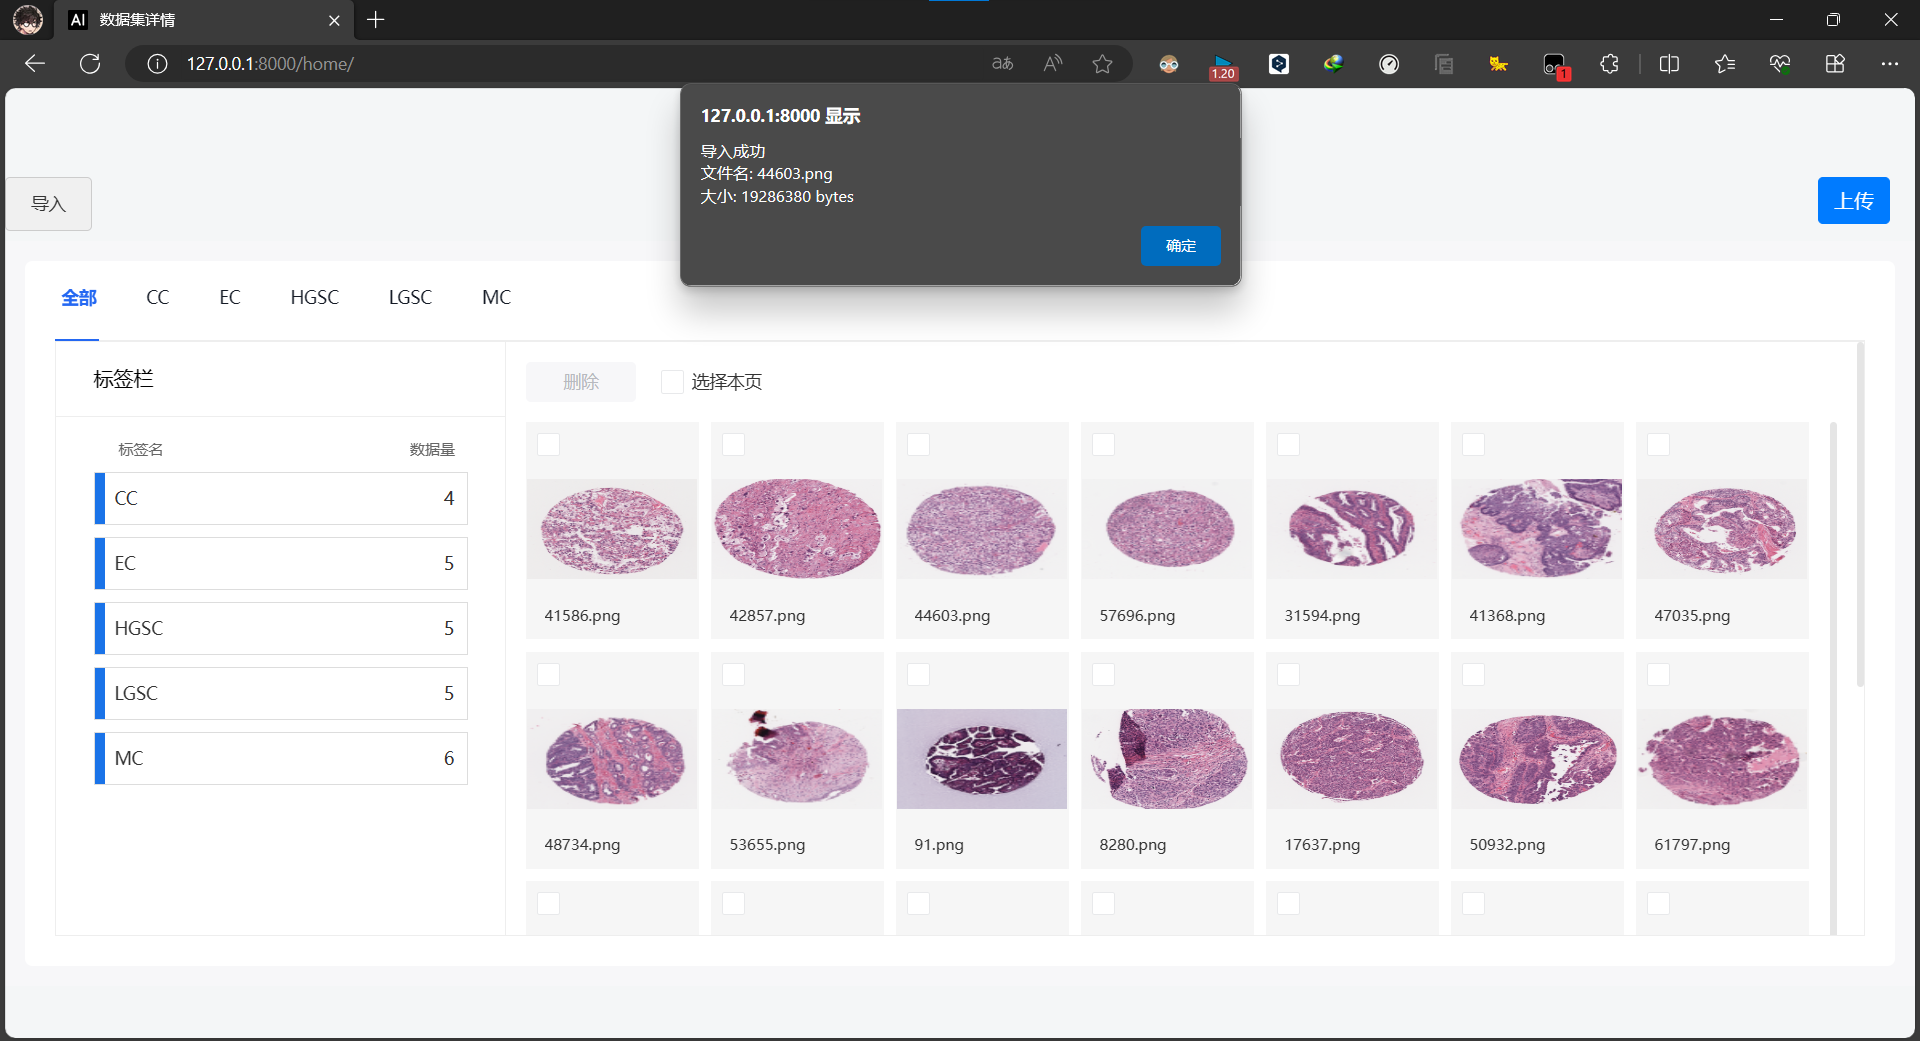 AI 数据集详情
127.0.0.1:8000/home/
aあ
A
1.20
1
127.0.0.1:8000 显示
导入成功
文件名: 44603.png
大小: 19286380 bytes
确定
导入
上传
全部 CC EC HGSC LGSC MC
标签栏
标签名 数据量
CC 4
EC 5
HGSC 5
LGSC 5
MC 6
删除 选择本页
41586.png 42857.png 44603.png 57696.png 31594.png 41368.png 47035.png
48734.png 53655.png 91.png 8280.png 17637.png 50932.png 61797.png